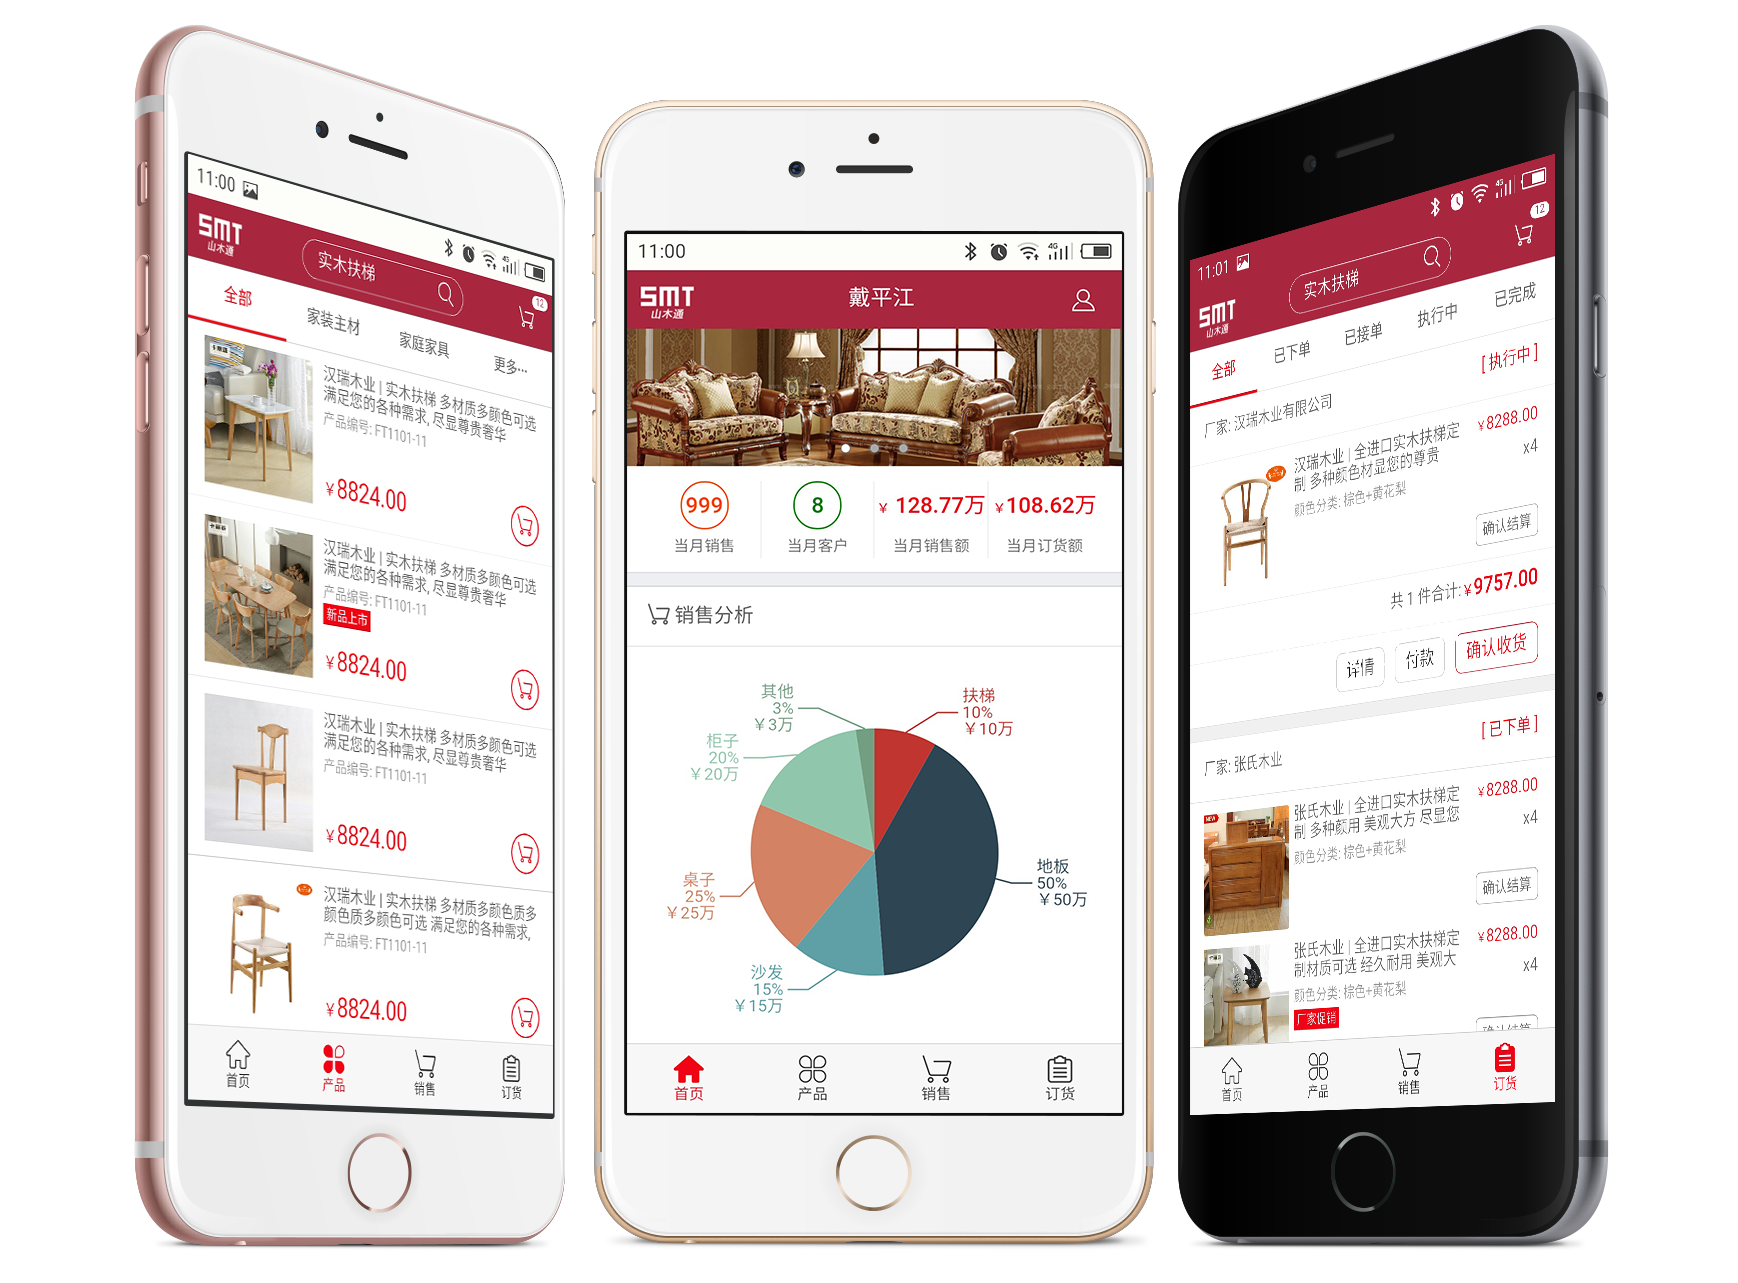 11:00
SMT
山木通
实木扶梯
12
全部
家装主材
家庭家具
更多...
汉瑞木业 | 实木扶梯 多材质多颜色可选
满足您的各种需求, 尽显尊贵奢华
产品编号: FT1101-11
¥8824.00
汉瑞木业 | 实木扶梯 多材质多颜色可选
满足您的各种需求, 尽显尊贵奢华
产品编号: FT1101-11
新品上市
¥8824.00
汉瑞木业 | 实木扶梯 多材质多颜色可选
满足您的各种需求, 尽显尊贵奢华
产品编号: FT1101-11
¥8824.00
汉瑞木业 | 实木扶梯 多材质多颜色质多
颜色质多颜色可选 满足您的各种需求,
产品编号: FT1101-11
¥8824.00
首页
产品
销售
订货
11:00
4G
SMT
山木通
戴平江
999
8
¥ 128.77万
¥108.62万
当月销售
当月客户
当月销售额
当月订货额
销售分析
其他
3%
¥3万
扶梯
10%
¥10万
柜子
20%
¥20万
地板
50%
¥50万
桌子
25%
¥25万
沙发
15%
¥15万
首页
产品
销售
订货
11:01
4G
12
SMT
山木通
实木扶梯
全部
已下单
已接单
执行中
已完成
厂家: 汉瑞木业有限公司
[ 执行中 ]
汉瑞木业 | 全进口实木扶梯定
制 多种颜色材显您的尊贵
颜色分类: 棕色+黄花梨
¥8288.00
x4
确认结算
共 1 件合计: ¥9757.00
详情
付款
确认收货
厂家: 张氏木业
[ 已下单 ]
NEW
张氏木业 | 全进口实木扶梯定
制 多种颜用 美观大方 尽显您
颜色分类: 棕色+黄花梨
¥8288.00
x4
确认结算
张氏木业 | 全进口实木扶梯定
制材质可选 经久耐用 美观大
颜色分类: 棕色+黄花梨
厂家促销
¥8288.00
x4
确认结算
首页
产品
销售
订货